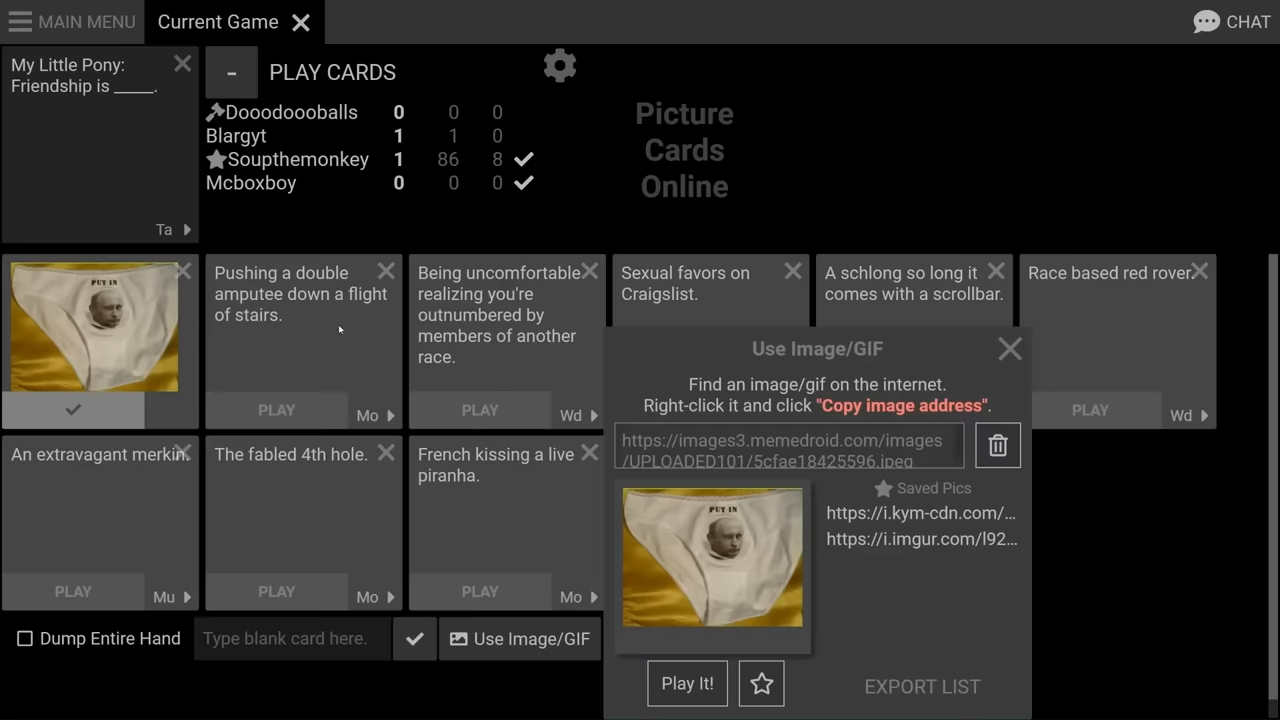 MAIN MENU
Current Game
CHAT
My Little Pony:
Friendship is _____.
Ta
-
PLAY CARDS
Dooodoooballs 0 0 0
Blargyt 1 1 0
Soupthemonkey 1 86 8
Mcboxboy 0 0 0
Picture
Cards
Online
PUT IN
Pushing a double
amputee down a flight
of stairs.
PLAY
Mo
Being uncomfortable
realizing you're
outnumbered by
members of another
race.
PLAY
Wd
Sexual favors on
Craigslist.
A schlong so long it
comes with a scrollbar.
Race based red rover.
PLAY
Wd
An extravagant merkin.
PLAY
Mu
The fabled 4th hole.
PLAY
Mo
French kissing a live
piranha.
PLAY
Mo
Dump Entire Hand
Type blank card here.
Use Image/GIF
Use Image/GIF
Find an image/gif on the internet.
Right-click it and click "Copy image address".
https://images3.memedroid.com/images
/UPLOADED101/5cfae18425596.jpeg
PUT IN
Saved Pics
https://i.kym-cdn.com/...
https://i.imgur.com/l92...
Play It!
EXPORT LIST